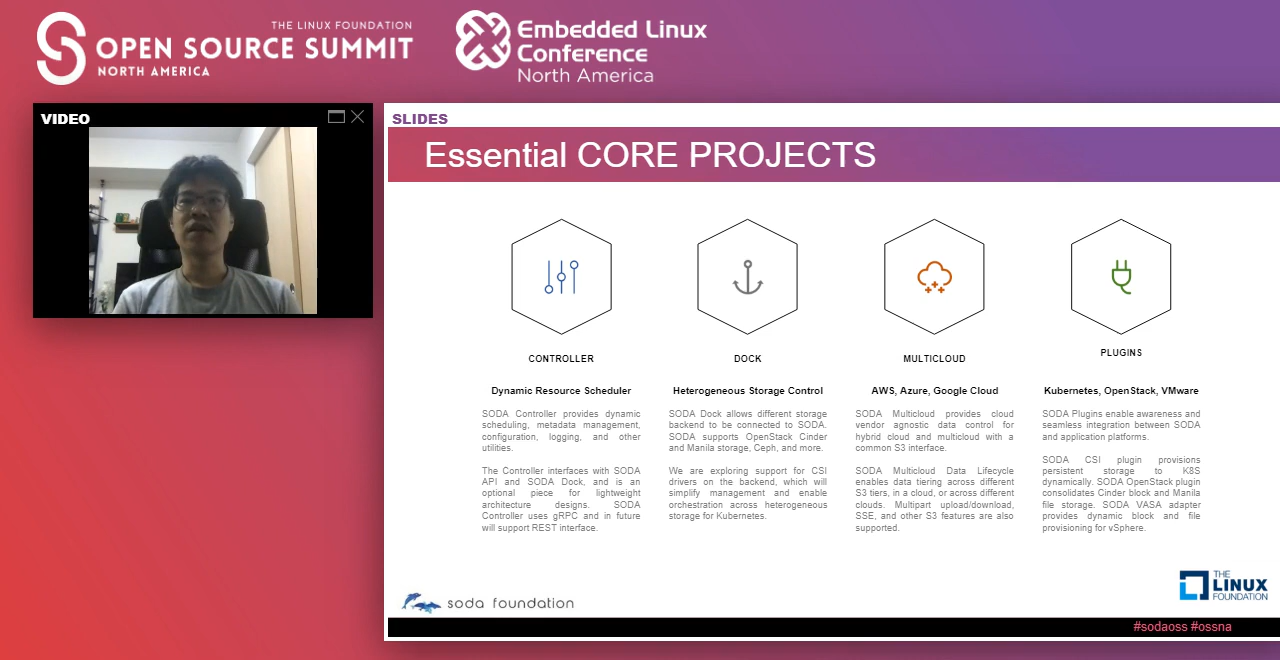 THE LINUX FOUNDATION
OPEN SOURCE SUMMIT
NORTH AMERICA
Embedded Linux
Conference
North America
VIDEO
SLIDES
Essential CORE PROJECTS
CONTROLLER
Dynamic Resource Scheduler
SODA Controller provides dynamic
scheduling, metadata management,
configuration, logging, and other
utilities.
The Controller interfaces with SODA
API and SODA Dock, and is an
optional piece for lightweight
architecture designs. SODA
Controller uses gRPC and in future
will support REST interface.
DOCK
Heterogeneous Storage Control
SODA Dock allows different storage
backend to be connected to SODA.
SODA supports OpenStack Cinder
and Manila storage, Ceph, and more.
We are exploring support for CSI
drivers on the backend, which will
simplify management and enable
orchestration across heterogeneous
storage for Kubernetes.
MULTICLOUD
AWS, Azure, Google Cloud
SODA Multicloud provides cloud
vendor agnostic data control for
hybrid cloud and multicloud with a
common S3 interface.
SODA Multicloud Data Lifecycle
enables data tiering across different
S3 tiers, in a cloud, or across different
clouds. Multipart upload/download,
SSE, and other S3 features are also
supported.
PLUGINS
Kubernetes, OpenStack, VMware
SODA Plugins enable awareness and
seamless integration between SODA
and application platforms.
SODA CSI plugin provisions
persistent storage to K8S
dynamically. SODA OpenStack plugin
consolidates Cinder block and Manila
file storage. SODA VASA adapter
provides dynamic block and file
provisioning for vSphere.
soda foundation
THE
LINUX
FOUNDATION
#sodaoss #ossna